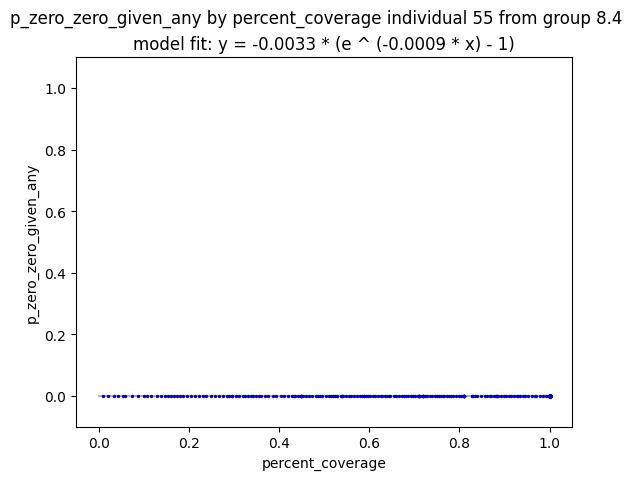 p_zero_zero_given_any by percent_coverage individual 55 from group 8.4
model fit: y = -0.0033 * (e ^ (-0.0009 * x) - 1)
1.0
0.8
0.6
0.4
0.2
0.0
p_zero_zero_given_any
0.0 0.2 0.4 0.6 0.8 1.0
percent_coverage